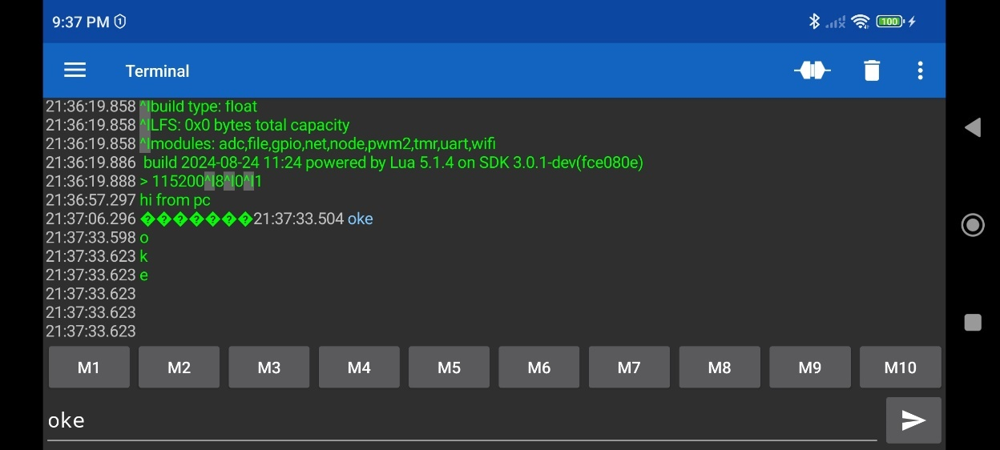 9:37 PM
100
Terminal
21:36:19.858 ^Ibuild type: float
21:36:19.858 ^ILFS: 0x0 bytes total capacity
21:36:19.858 ^Imodules: adc,file,gpio,net,node,pwm2,tmr,uart,wifi
21:36:19.886  build 2024-08-24 11:24 powered by Lua 5.1.4 on SDK 3.0.1-dev(fce080e)
21:36:19.888 > 115200^I8^I0^I1
21:36:57.297 hi from pc
21:37:06.296 �������21:37:33.504 oke
21:37:33.598 o
21:37:33.623 k
21:37:33.623 e
21:37:33.623
21:37:33.623
21:37:33.623
M1 M2 M3 M4 M5 M6 M7 M8 M9 M10
oke